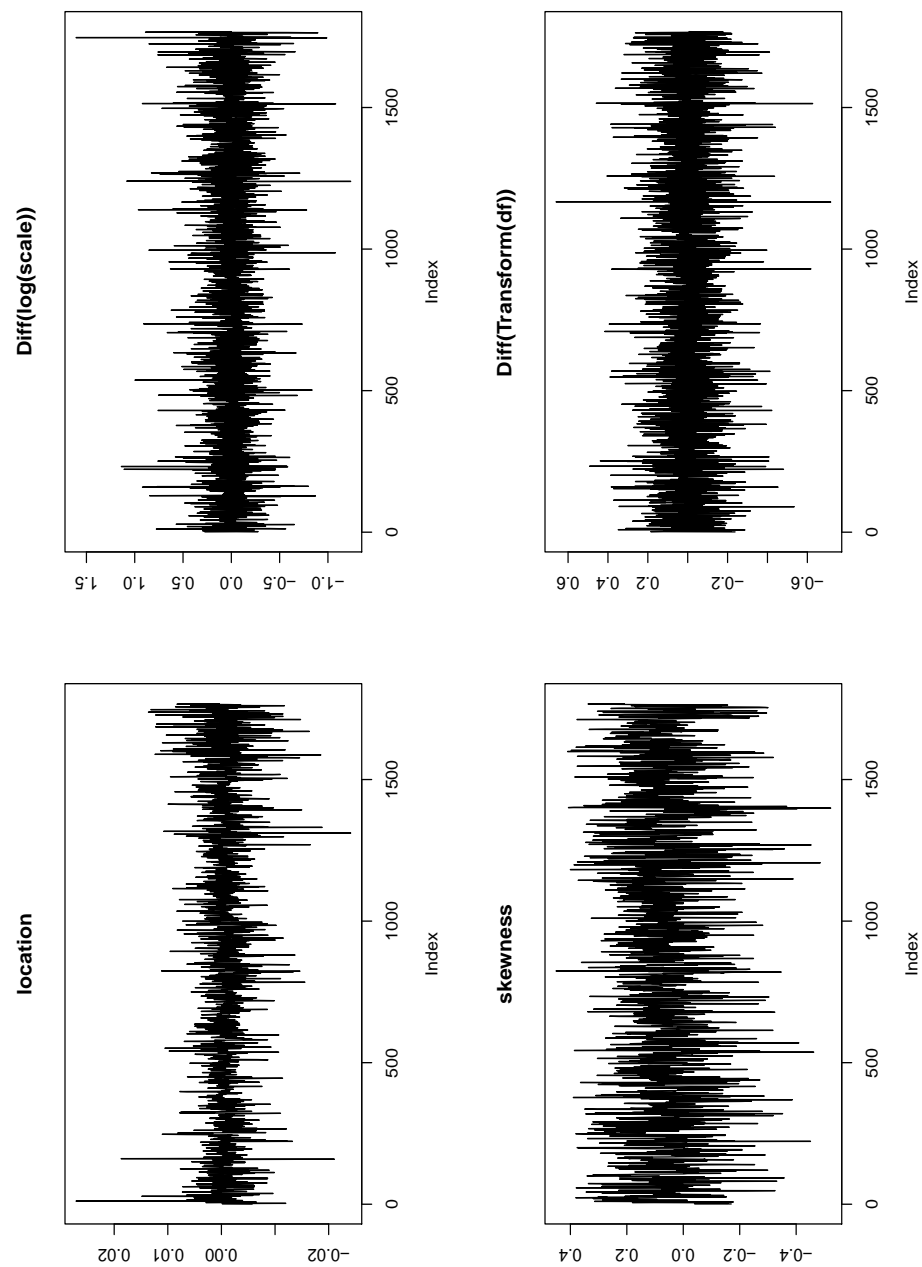 location
0.02
0.01
0.00
−0.02
0 500 1000 1500
Index
Diff(log(scale))
1.5
1.0
0.5
0.0
−0.5
−1.0
0 500 1000 1500
Index
skewness
0.4
0.2
0.0
−0.2
−0.4
0 500 1000 1500
Index
Diff(Transform(df))
0.6
0.4
0.2
−0.2
−0.6
0 500 1000 1500
Index